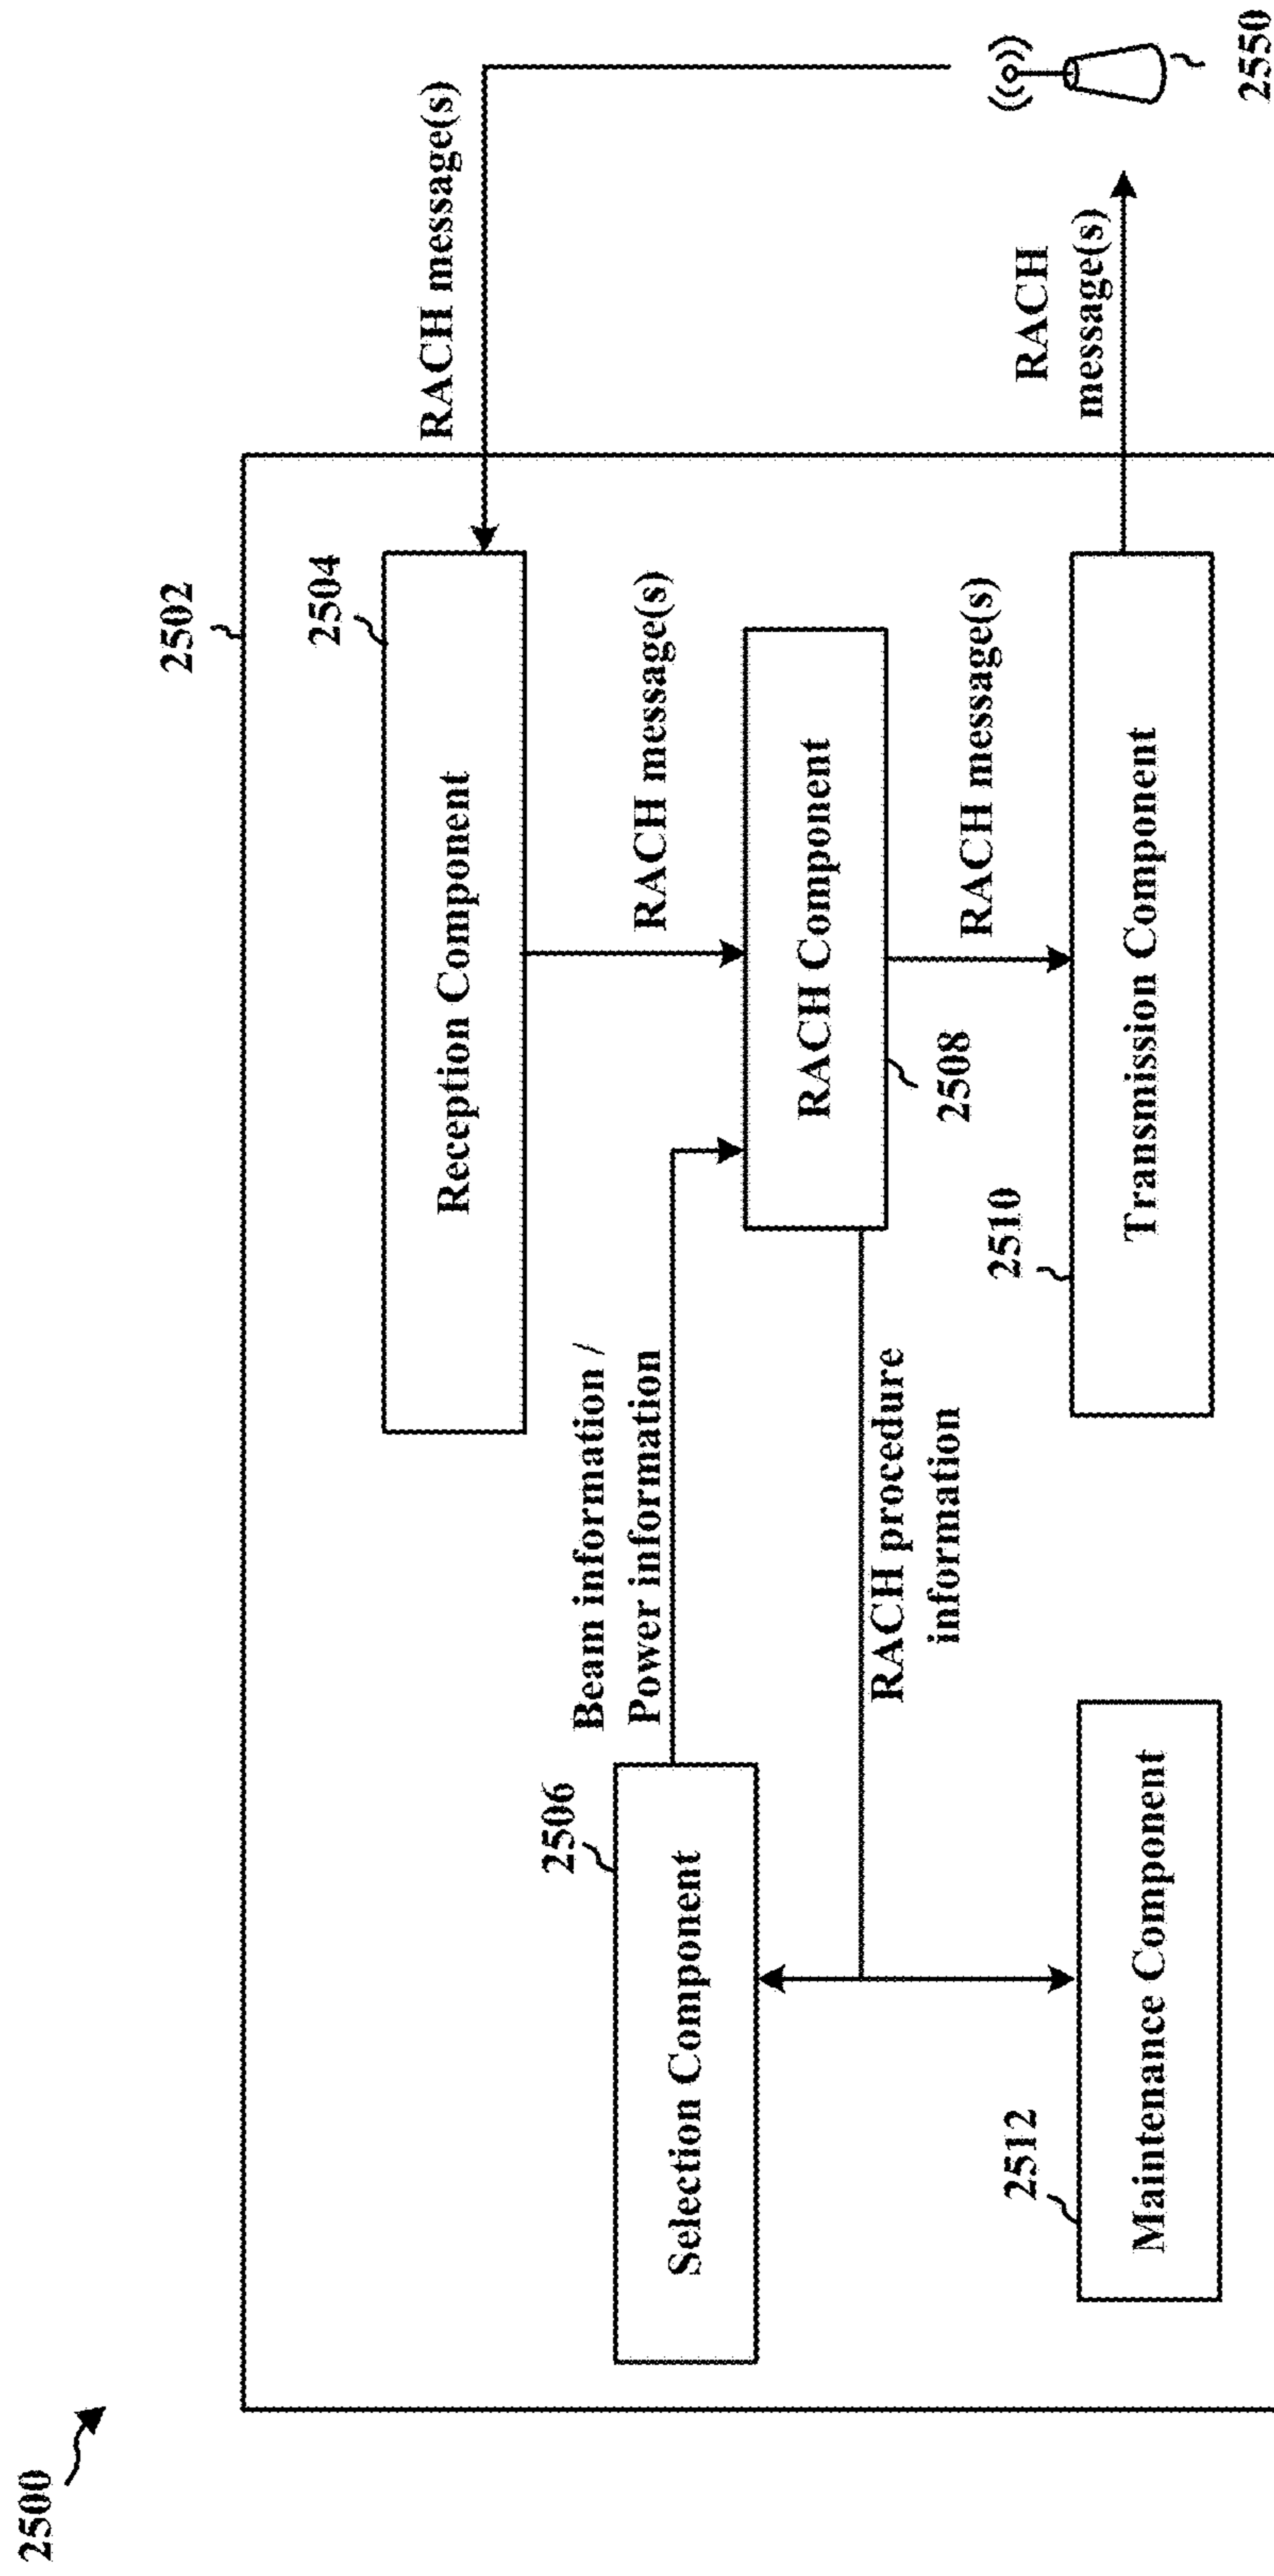 2500
2502
RACH message(s)
2504
Reception Component
2506
Selection Component
Beam information /
Power information
RACH message(s)
RACH Component
2508
RACH procedure
information
RACH message(s)
RACH
message(s)
2550
2510
Transmission Component
2512
Maintenance Component